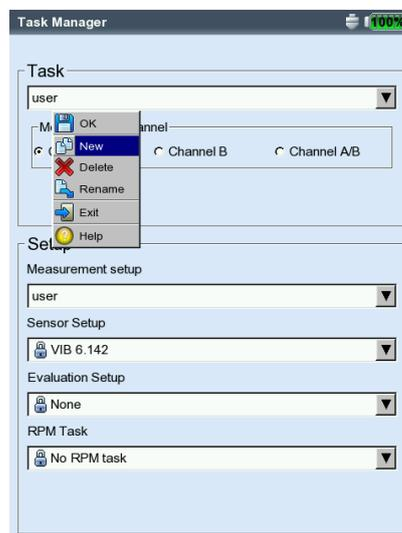 Task Manager 100%
Task
user
M annel
Channel B Channel A/B
OK
New
Delete
Rename
Exit
Help
Setup
Measurement setup
user
Sensor Setup
VIB 6.142
Evaluation Setup
None
RPM Task
No RPM task